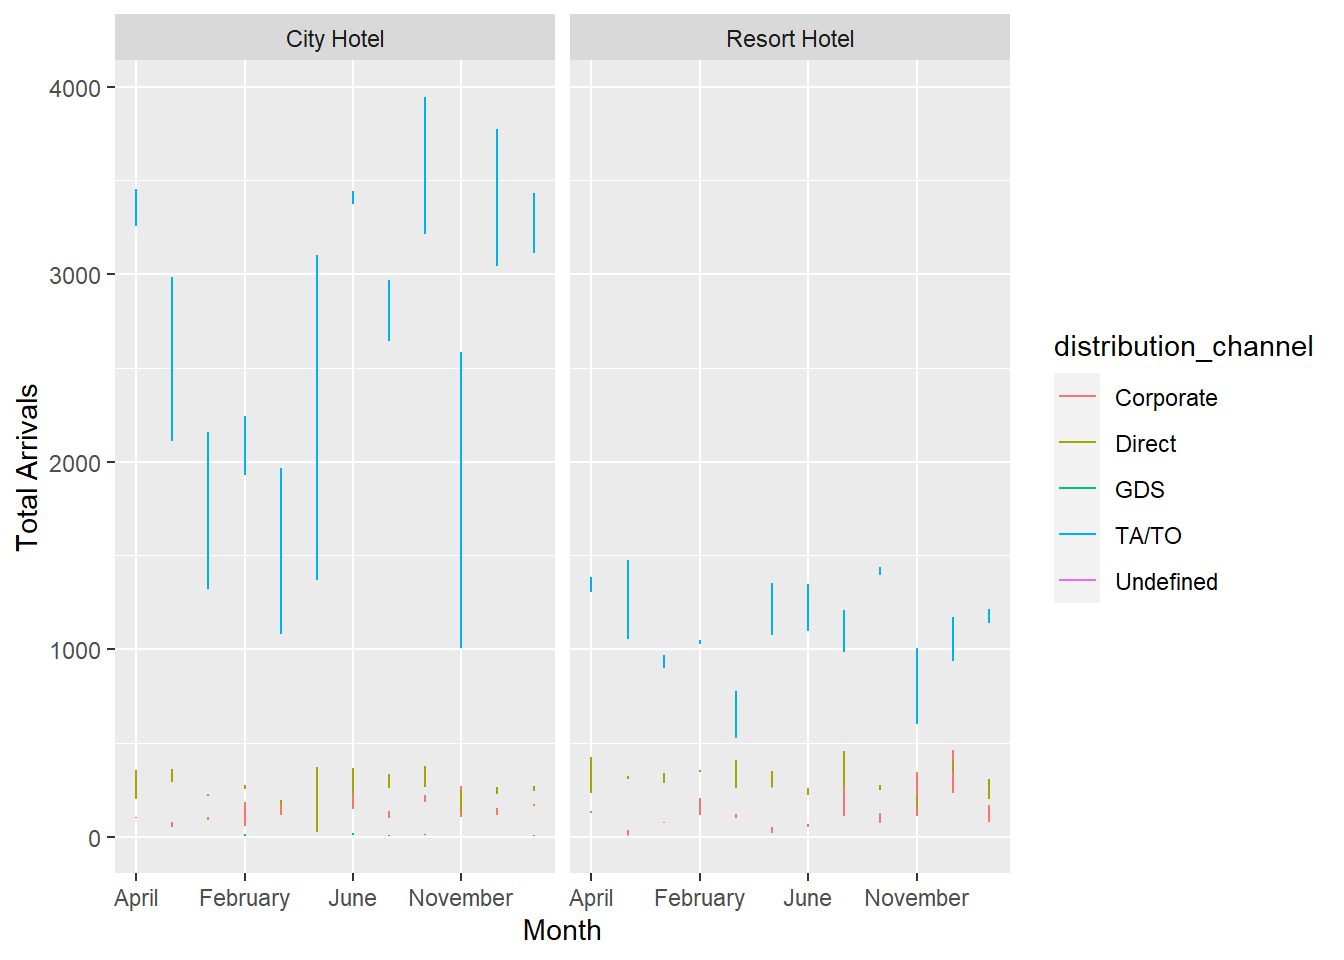 City Hotel
Resort Hotel
4000
3000
2000
1000
0
Total Arrivals
April
February
June
November
April
February
June
November
Month
distribution_channel
Corporate
Direct
GDS
TA/TO
Undefined